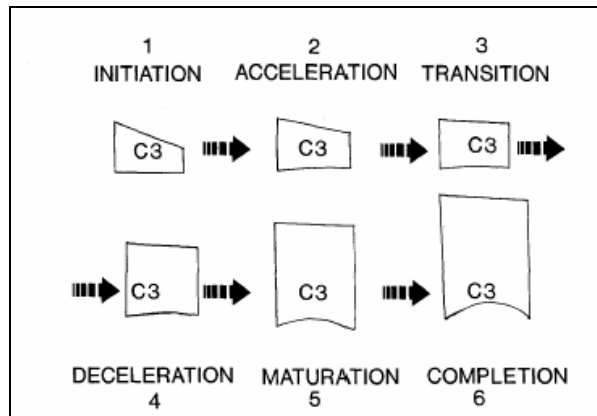 1 2 3
INITIATION ACCELERATION TRANSITION
C3 C3 C3
C3 C3 C3
DECELERATION MATURATION COMPLETION
4 5 6